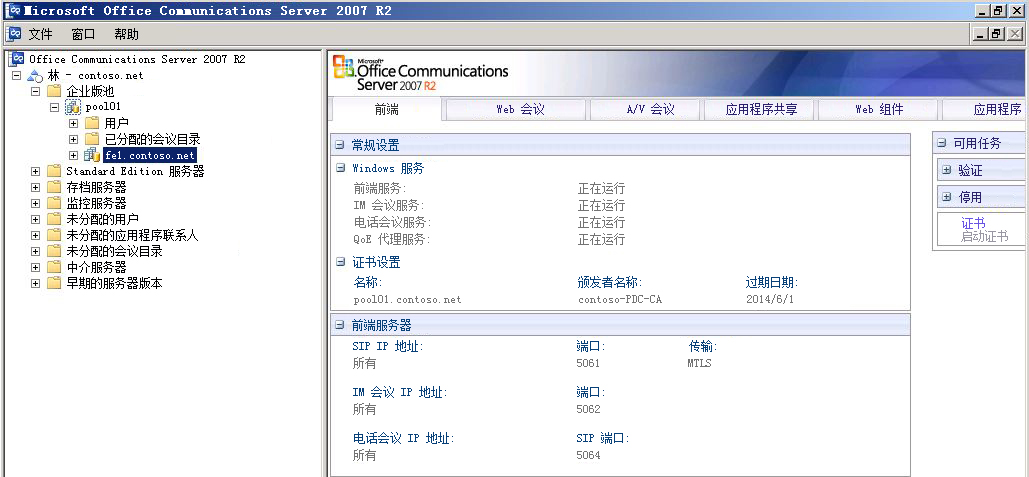 Microsoft Office Communications Server 2007 R2
文件 窗口 帮助
Office Communications Server 2007 R2
林 - contoso.net
企业版池
pool01
用户
已分配的会议目录
fe1.contoso.net
Standard Edition 服务器
存档服务器
监控服务器
未分配的用户
未分配的应用程序联系人
未分配的会议目录
中介服务器
早期的服务器版本
Microsoft
Office Communications
Server 2007 R2
前端 Web 会议 A/V 会议 应用程序共享 Web 组件 应用程序
常规设置
Windows 服务
前端服务: 正在运行
IM 会议服务: 正在运行
电话会议服务: 正在运行
QoE 代理服务: 正在运行
证书设置
名称: 颁发者名称: 过期日期:
pool01.contoso.net contoso-PDC-CA 2014/6/1
前端服务器
SIP IP 地址: 端口: 传输:
所有 5061 MTLS
IM 会议 IP 地址: 端口:
所有 5062
电话会议 IP 地址: SIP 端口:
所有 5064
可用任务
验证
停用
证书
启动证书